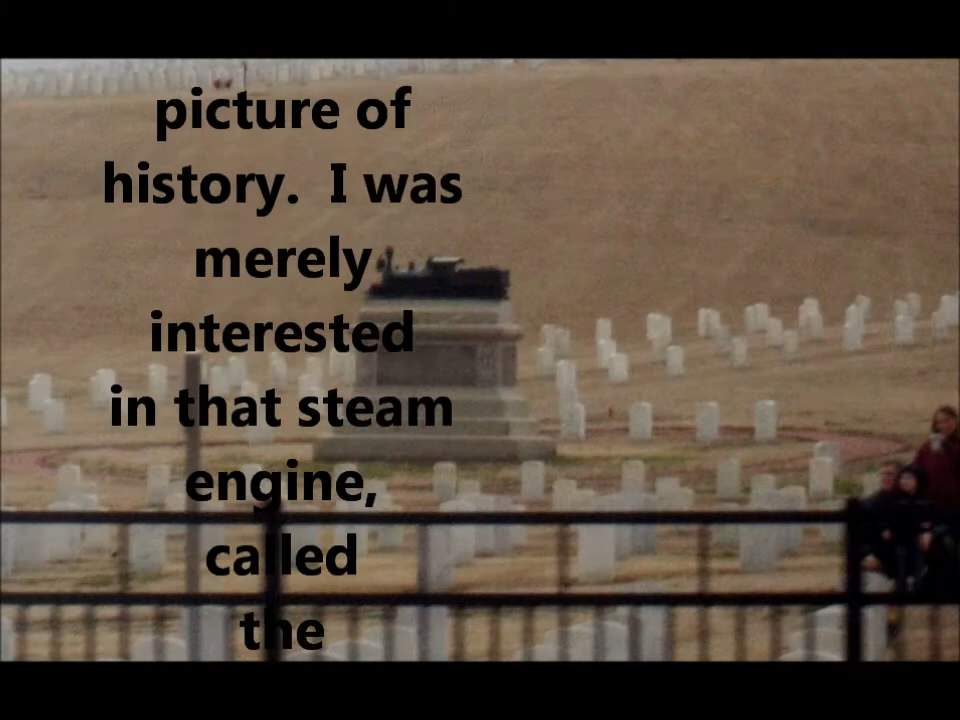 picture of
history.  I was
merely
interested
in that steam
engine,
called
the